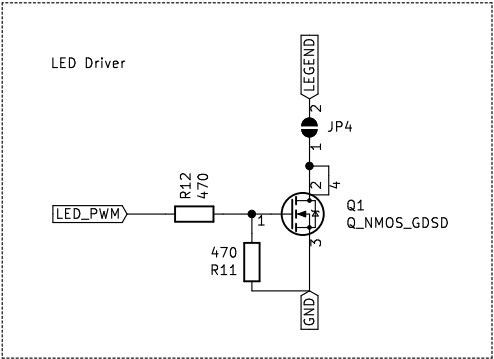 LED Driver
LEGEND
2
JP4
1
R12
470
2
4
LED_PWM
1
Q1
Q_NMOS_GDSD
3
470
R11
GND